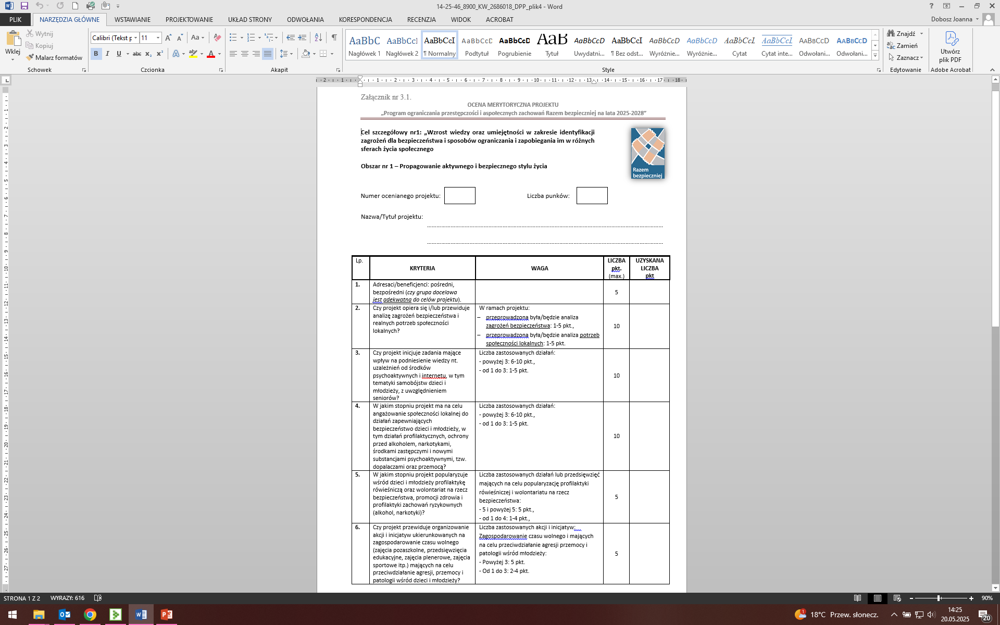 14-25-46_8900_KW_2686018_DPP_plik4 - Word
PLIK NARZĘDZIA GŁÓWNE WSTAWIANIE PROJEKTOWANIE UKŁAD STRONY ODWOŁANIA KORESPONDENCJA RECENZJA WIDOK ACROBAT Dobosz Joanna
Wklej
Wytnij
Kopiuj
Malarz formatów
Schowek
Calibri (Tekst p 11
Czcionka
Akapit
AaBbC AaBbCcI AaBbCcI AaBbCcD AaBbCcD AaB AaBbCcD AaBbCcI AaBbCcD AaBbCcD AaBbCcL AaBbCcL AaBbCcD AaBbCcD
Nagłówek 1 Nagłówek 2 ¶ Normalny Podtytuł Pogrubienie Tytuł Uwydatni... ¶ Bez odst... Wyróżnie... Wyróżnie... Cytat Cytat inte... Odwołani... Odwołani...
Style
Znajdź
Zamień
Zaznacz
Edytowanie
Utwórz
plik PDF
Adobe Acrobat
Załącznik nr 3.1.
OCENA MERYTORYCZNA PROJEKTU
„Program ograniczania przestępczości i aspołecznych zachowań Razem bezpieczniej na lata 2025-2028”
Cel szczegółowy nr1: „Wzrost wiedzy oraz umiejętności w zakresie identyfikacji
zagrożeń dla bezpieczeństwa i sposobów ograniczania i zapobiegania im w różnych
sferach życia społecznego
Razem
bezpieczniej
Obszar nr 1 – Propagowanie aktywnego i bezpiecznego stylu życia
Numer ocenianego projektu: Liczba punków:
Nazwa/Tytuł projektu:
Lp. KRYTERIA WAGA LICZBA pkt. (max.) UZYSKANA LICZBA pkt
1. Adresaci/beneficjenci: pośredni,
bezpośredni (czy grupa docelowa
jest adekwatna do celów projektu).
5
2. Czy projekt opiera się i/lub przewiduje
analizę zagrożeń bezpieczeństwa i
realnych potrzeb społeczności
lokalnych?
W ramach projektu:
– przeprowadzona była/będzie analiza
zagrożeń bezpieczeństwa: 1-5 pkt.,
– przeprowadzona była/będzie analiza potrzeb
społeczności lokalnych: 1-5 pkt.
10
3. Czy projekt inicjuje zadania mające
wpływ na podniesienie wiedzy nt.
uzależnień od środków
psychoaktywnych i internetu, w tym
tematyki samobójstw dzieci i
młodzieży, z uwzględnieniem
seniorów?
Liczba zastosowanych działań:
- powyżej 3: 6-10 pkt.,
- od 1 do 3: 1-5 pkt.
10
4. W jakim stopniu projekt ma na celu
angażowanie społeczności lokalnej do
działań zapewniających
bezpieczeństwo dzieci i młodzieży, w
tym działań profilaktycznych, ochrony
przed alkoholem, narkotykami,
środkami zastępczymi i nowymi
substancjami psychoaktywnymi, tzw.
dopalaczami oraz przemocą?
Liczba zastosowanych działań:
- powyżej 3: 6-10 pkt.,
- od 1 do 3: 1-5 pkt.
10
5. W jakim stopniu projekt popularyzuje
wśród dzieci i młodzieży profilaktykę
rówieśniczą oraz wolontariat na rzecz
bezpieczeństwa, promocji zdrowia i
profilaktyki zachowań ryzykownych
(alkohol, narkotyki)?
Liczba zastosowanych działań lub przedsięwzięć
mających na celu popularyzację profilaktyki
rówieśniczej i wolontariatu na rzecz
bezpieczeństwa:
- 5 i powyżej 5: 5 pkt.,
- od 1 do 4: 1-4 pkt.,
5
6. Czy projekt przewiduje organizowanie
akcji i inicjatyw ukierunkowanych na
zagospodarowanie czasu wolnego
(zajęcia pozaszkolne, przedsięwzięcia
edukacyjne, zajęcia plenerowe, zajęcia
sportowe itp.) mających na celu
przeciwdziałanie agresji, przemocy i
patologii wśród dzieci i młodzieży?
Liczba zastosowanych akcji i inicjatyw:
Zagospodarowanie czasu wolnego i mających
na celu przeciwdziałanie agresji przemocy i
patologii wśród młodzieży:
- Powyżej 3: 5 pkt.
- Od 1 do 3: 2-4 pkt.
5
STRONA 1 Z 2 WYRAZY: 616 90%
18°C Przew. słonecz. 14:25
20.05.2025 20